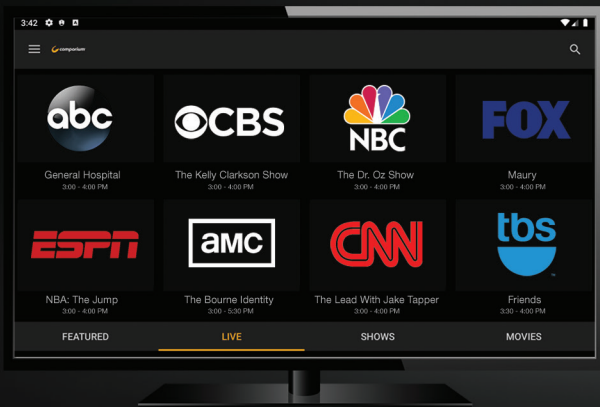 3:42
comporium
abc
CBS
NBC
FOX
General Hospital
The Kelly Clarkson Show
The Dr. Oz Show
Maury
3:00 - 4:00 PM
3:00 - 4:00 PM
3:00 - 4:00 PM
3:00 - 4:00 PM
ESPN
aMC
CNN
tbs
NBA: The Jump
The Bourne Identity
The Lead With Jake Tapper
Friends
3:00 - 4:00 PM
3:00 - 5:30 PM
3:00 - 4:00 PM
3:30 - 4:00 PM
FEATURED
LIVE
SHOWS
MOVIES